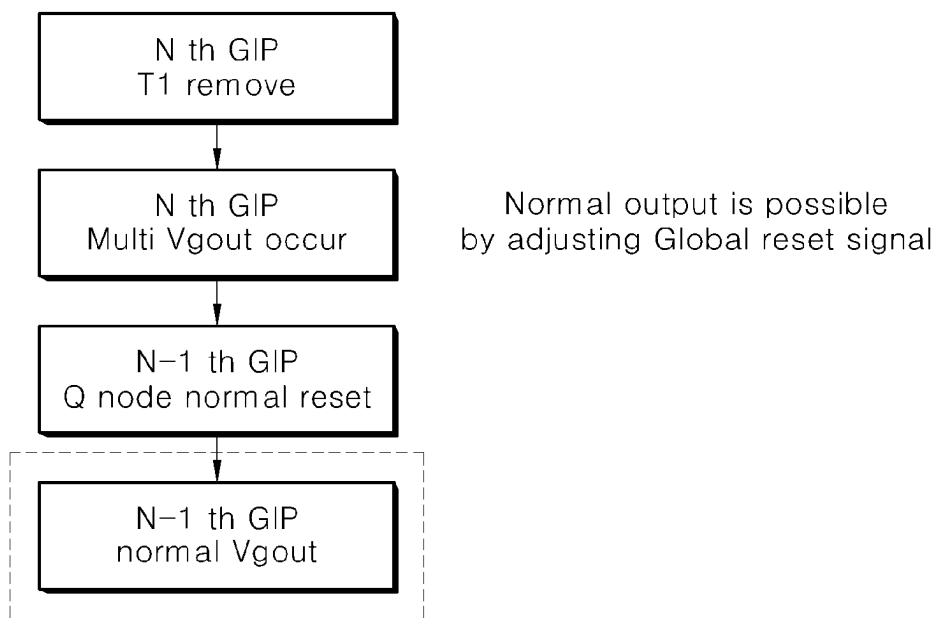 N th GIP
T1 remove
N th GIP
Multi Vgout occur
Normal output is possible
by adjusting Global reset signal
N−1 th GIP
Q node normal reset
N−1 th GIP
normal Vgout